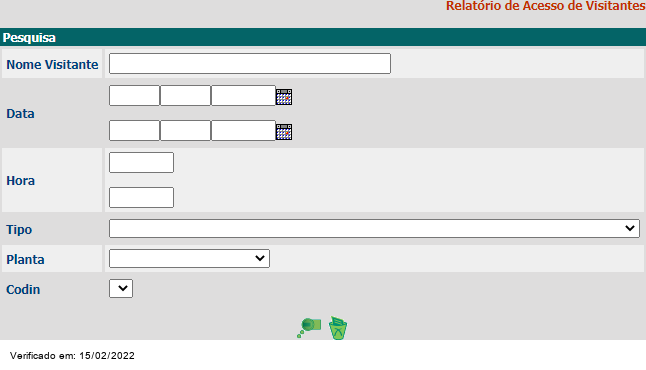 Relatório de Acesso de Visitantes
Pesquisa
Nome Visitante
Data
Hora
Tipo
Planta
Codin
Verificado em: 15/02/2022